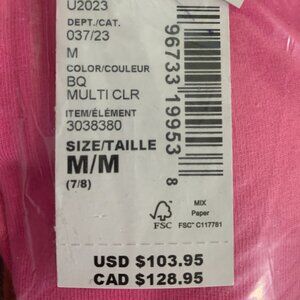 U2023
DEPT./CAT.
037/23
M
COLOR/COULEUR
BQ
MULTI CLR
ITEM/ÉLÉMENT
3038380
SIZE/TAILLE
M/M
(7/8)
96733 19953 8
FSC
MIX
Paper
FSC™ C117781
USD $103.95
CAD $128.95